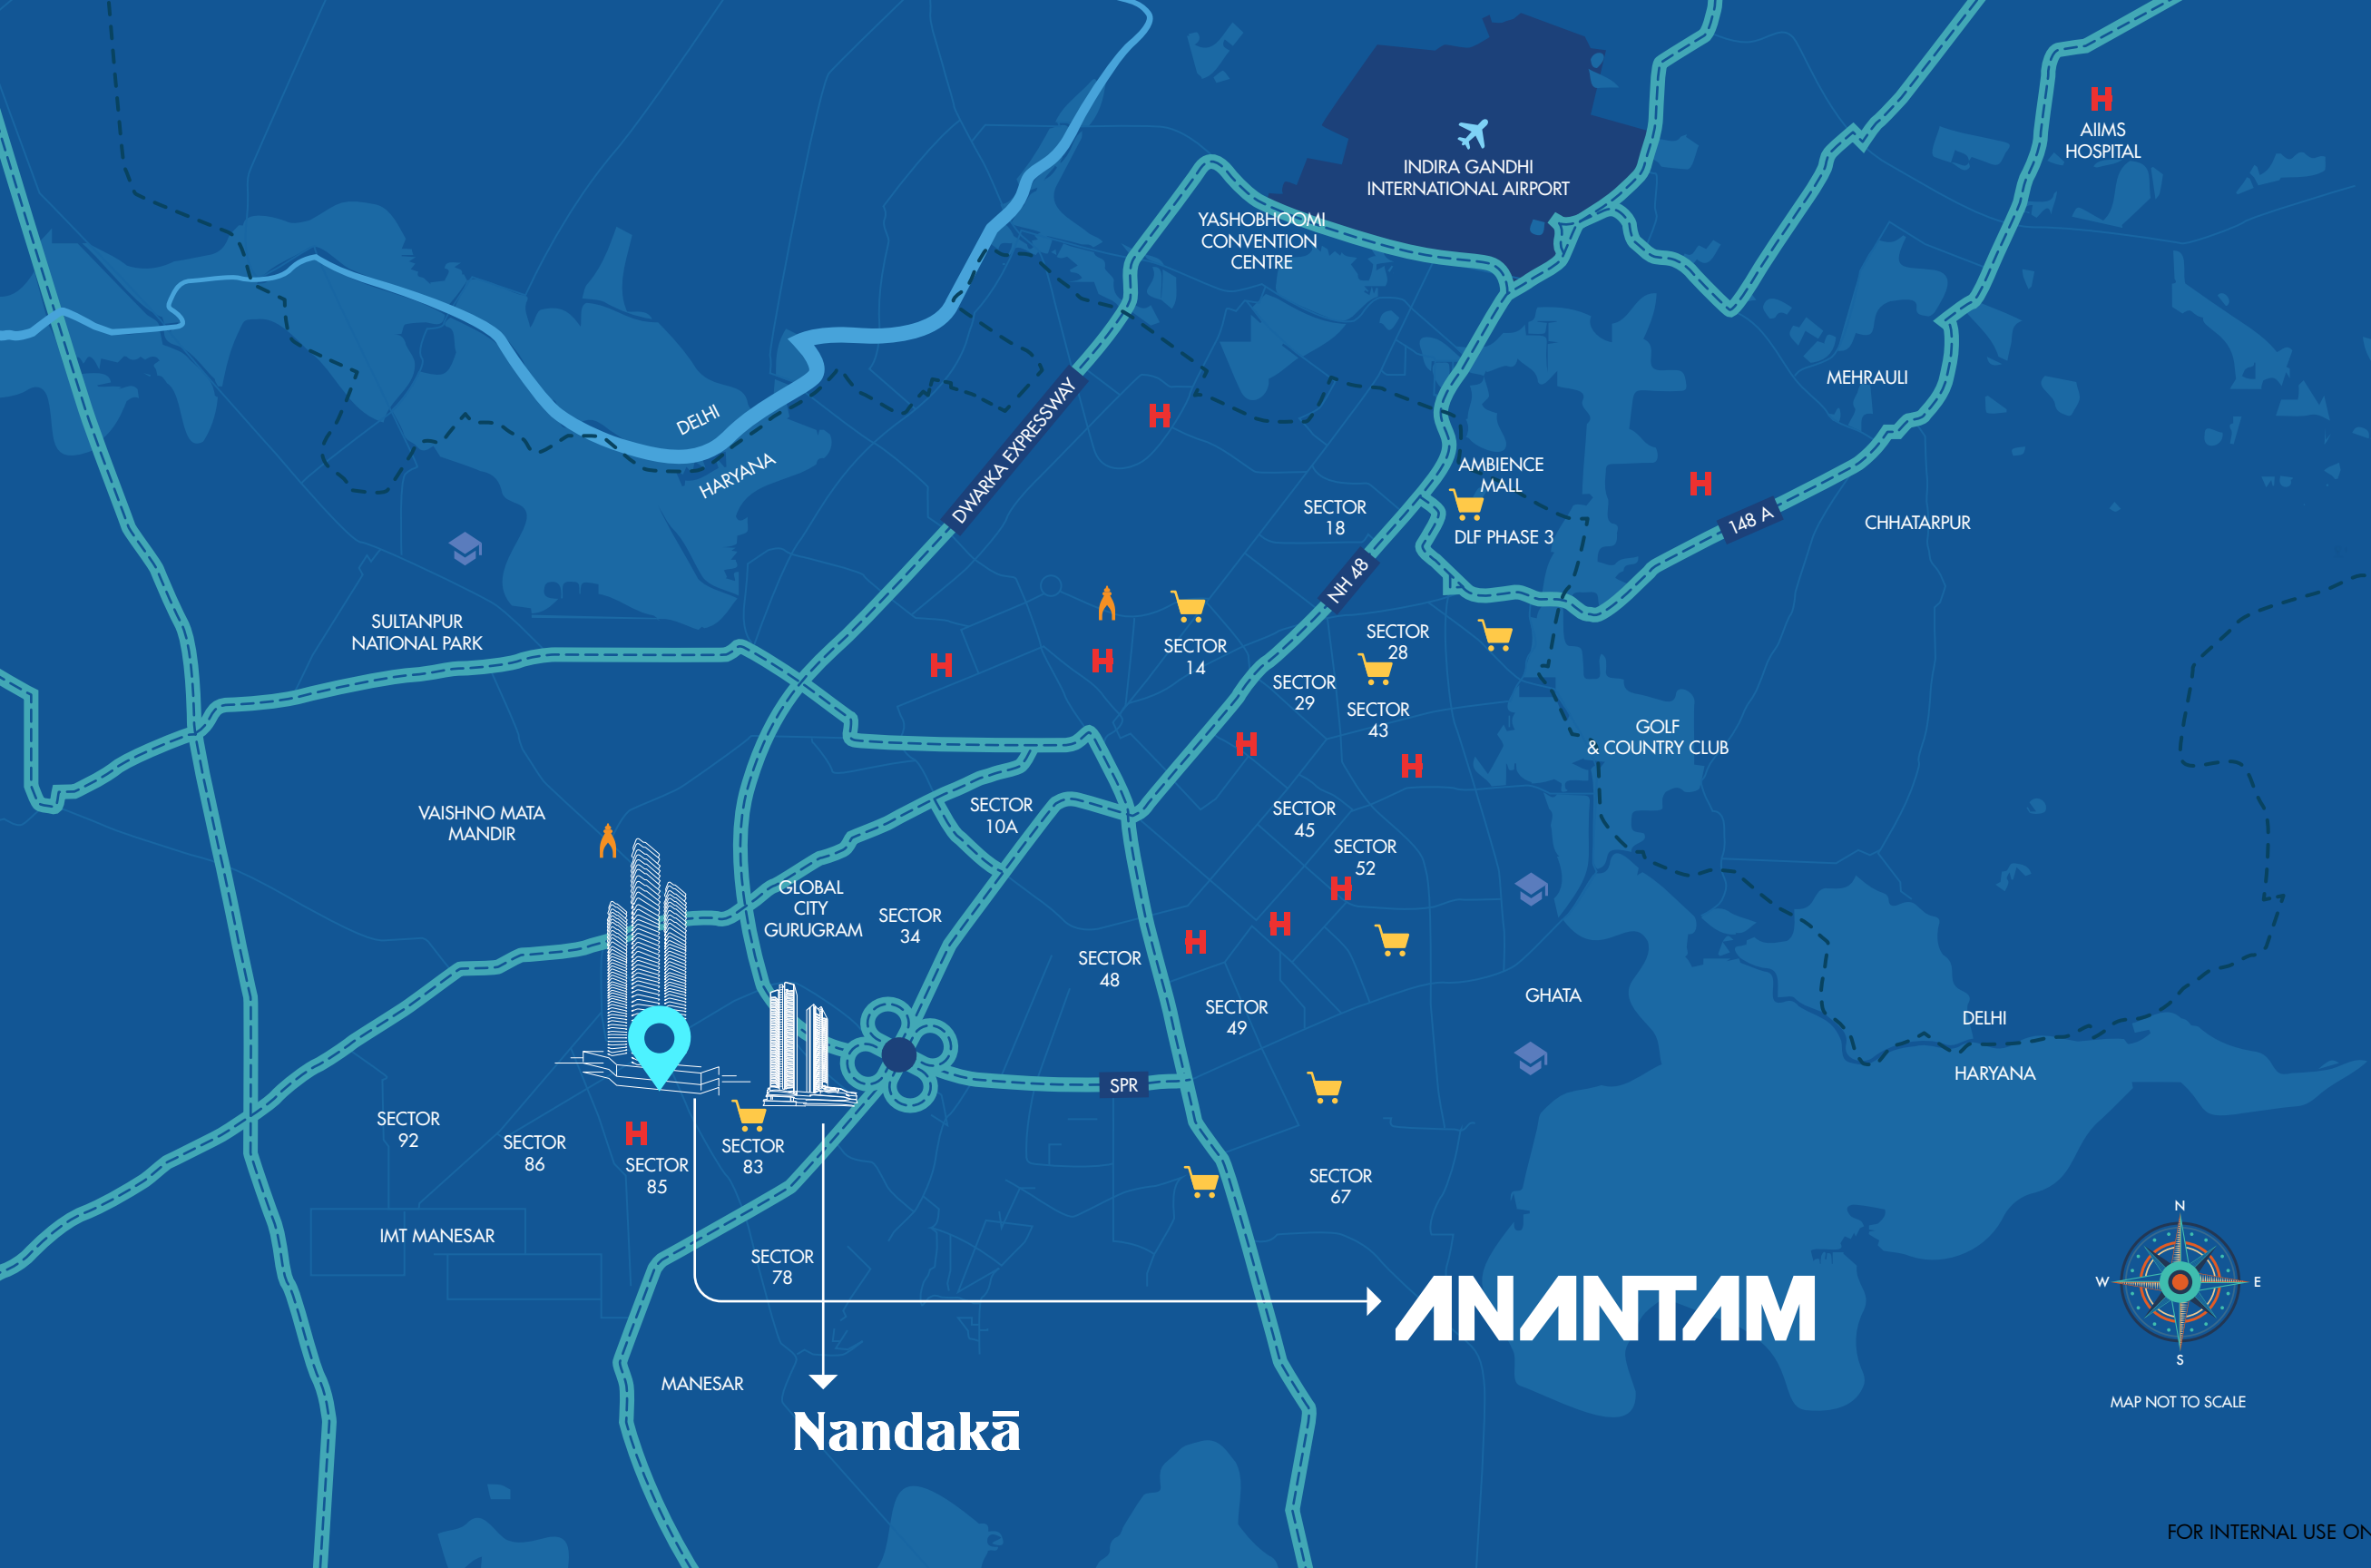 AIIMS
HOSPITAL
INDIRA GANDHI
INTERNATIONAL AIRPORT
YASHOBHOOMI
CONVENTION
CENTRE
MEHRAULI
DELHI
HARYANA
DWARKA EXPRESSWAY
AMBIENCE
MALL
SECTOR
18
DLF PHASE 3
148 A
CHHATARPUR
NH 48
SULTANPUR
NATIONAL PARK
SECTOR
14
SECTOR
28
SECTOR
29
SECTOR
43
GOLF
& COUNTRY CLUB
VAISHNO MATA
MANDIR
SECTOR
10A
SECTOR
45
SECTOR
52
GLOBAL
CITY
GURUGRAM
SECTOR
34
SECTOR
48
SECTOR
49
GHATA
DELHI
HARYANA
SPR
SECTOR
92
SECTOR
86
SECTOR
85
SECTOR
83
SECTOR
67
IMT MANESAR
SECTOR
78
ANANTAM
N
W
E
S
MAP NOT TO SCALE
MANESAR
Nandakā
FOR INTERNAL USE ON